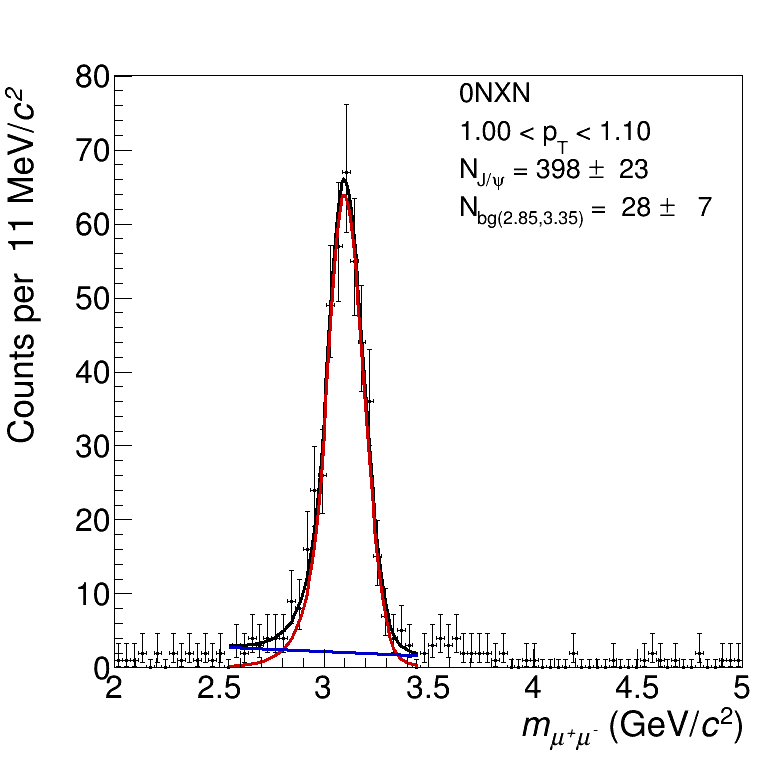 0NXN
1.00 < p_T < 1.10
N_J/ψ = 398 ± 23
N_bg(2.85,3.35) = 28 ± 7
Counts per 11 MeV/c²
80
70
60
50
40
30
20
10
0
2 2.5 3 3.5 4 4.5 5
m_μ⁺μ⁻ (GeV/c²)